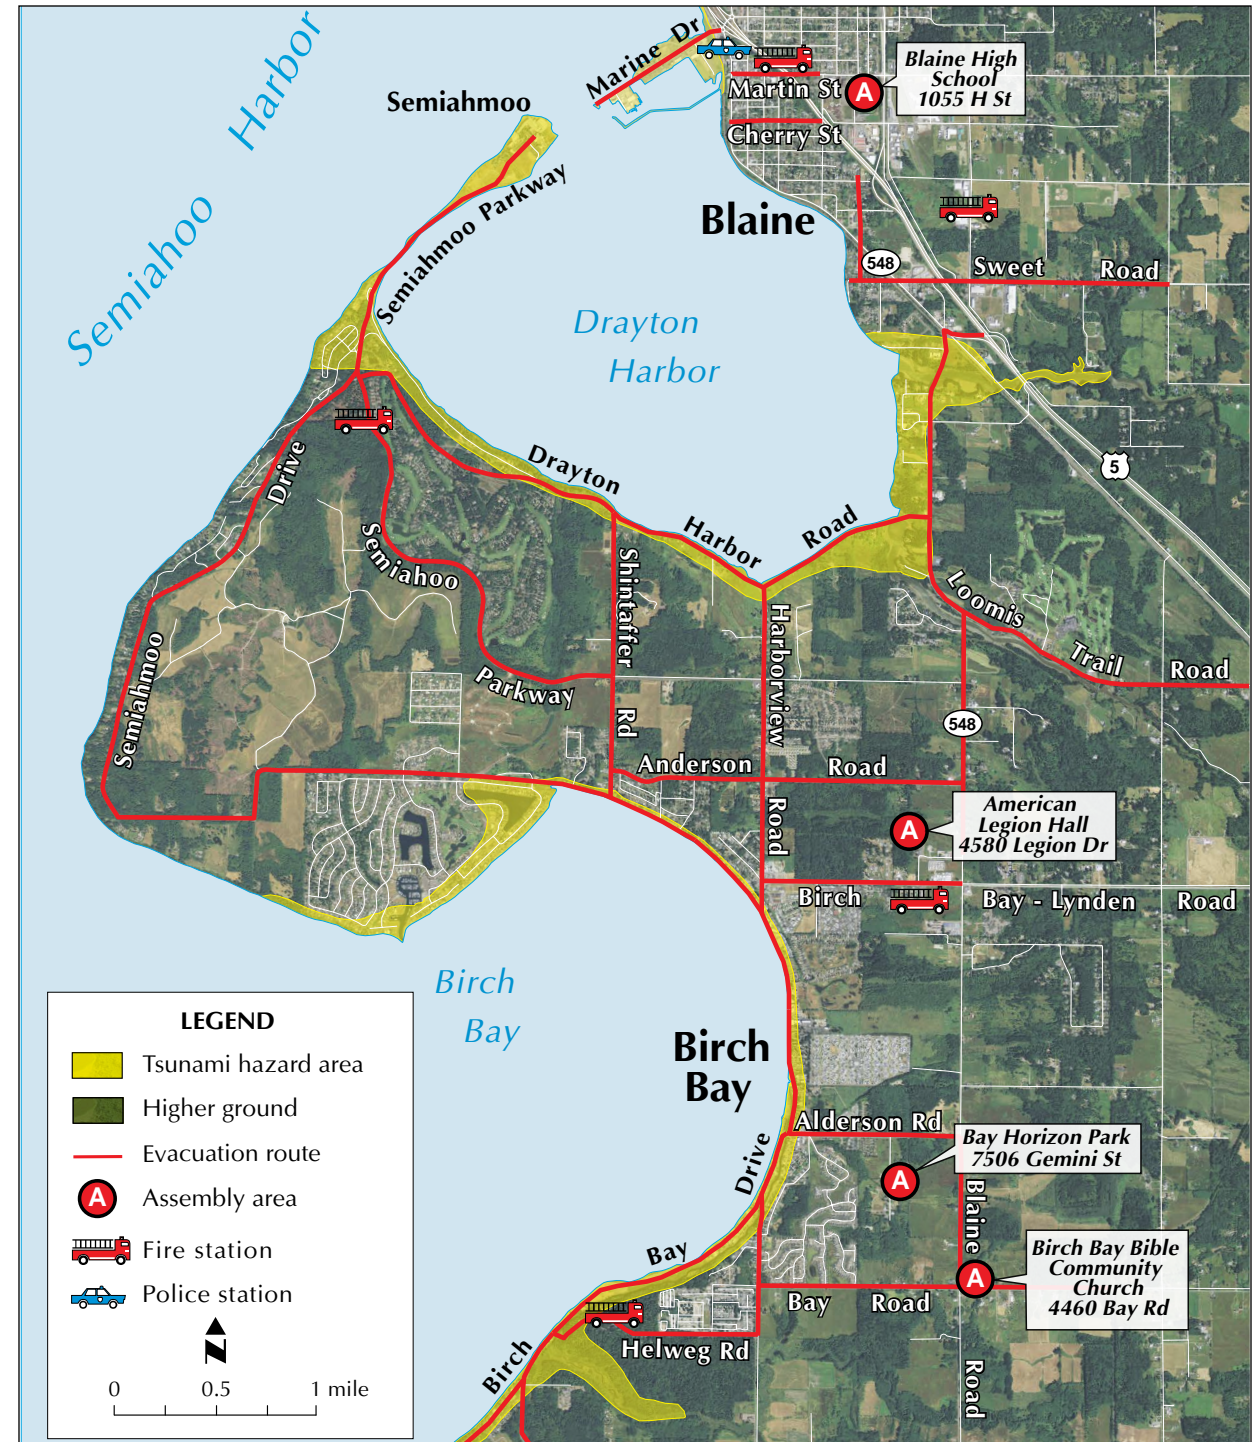 Semiahoo Harbor
Semiahmoo
Marine Dr
Martin St
Cherry St
A
Blaine High
School
1055 H St
Semiahmoo Parkway
Blaine
548
Sweet Road
Drayton
Harbor
5
Drive
Semiahmoo
Drayton Harbor Road
Semiahoo
Parkway
Shintaffer
Rd
Harborview
Road
Loomis Trail Road
548
Anderson Road
A
American
Legion Hall
4580 Legion Dr
Birch Bay - Lynden Road
Birch
Bay
Birch
Bay
Alderson Rd
A
Bay Horizon Park
7506 Gemini St
Blaine
Road
A
Birch Bay Bible
Community
Church
4460 Bay Rd
Bay Road
Helweg Rd
Birch Bay Drive
LEGEND
Tsunami hazard area
Higher ground
Evacuation route
A Assembly area
Fire station
Police station
N
0 0.5 1 mile